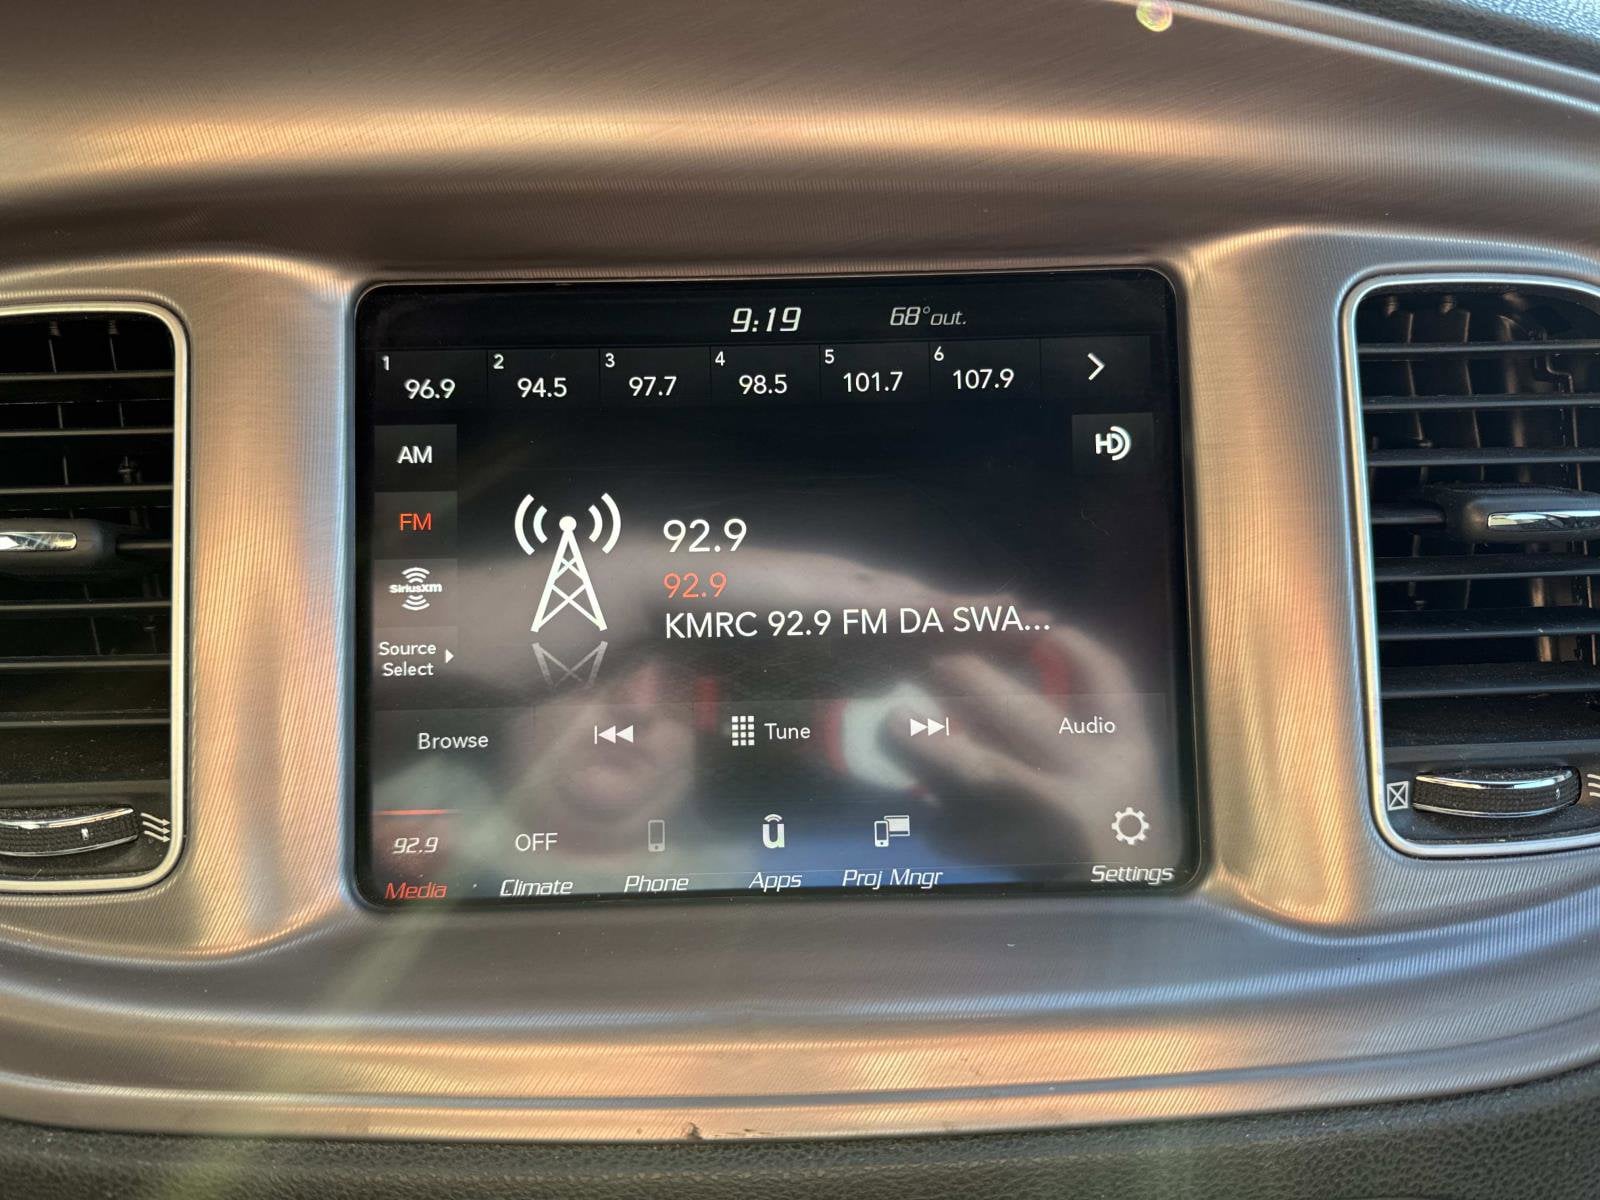 9:19 68°out.
1 96.9 2 94.5 3 97.7 4 98.5 5 101.7 6 107.9
AM
HD
FM
92.9
SiriusXM
92.9
KMRC 92.9 FM DA SWA...
Source
Select
Browse Tune Audio
92.9 OFF
Media Climate Phone Apps Proj Mngr Settings